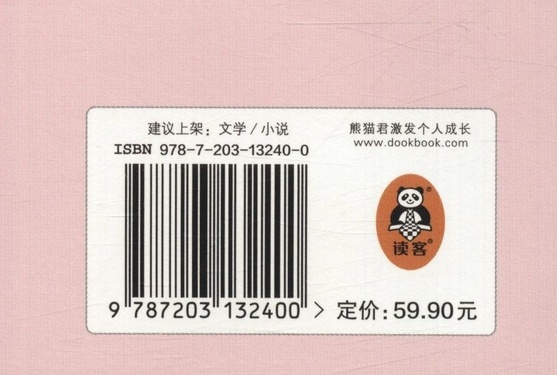 建议上架：文学/小说
ISBN 978-7-203-13240-0
9 787203 132400 >
熊猫君激发个人成长
www.dookbook.com
读客®
定价：59.90元